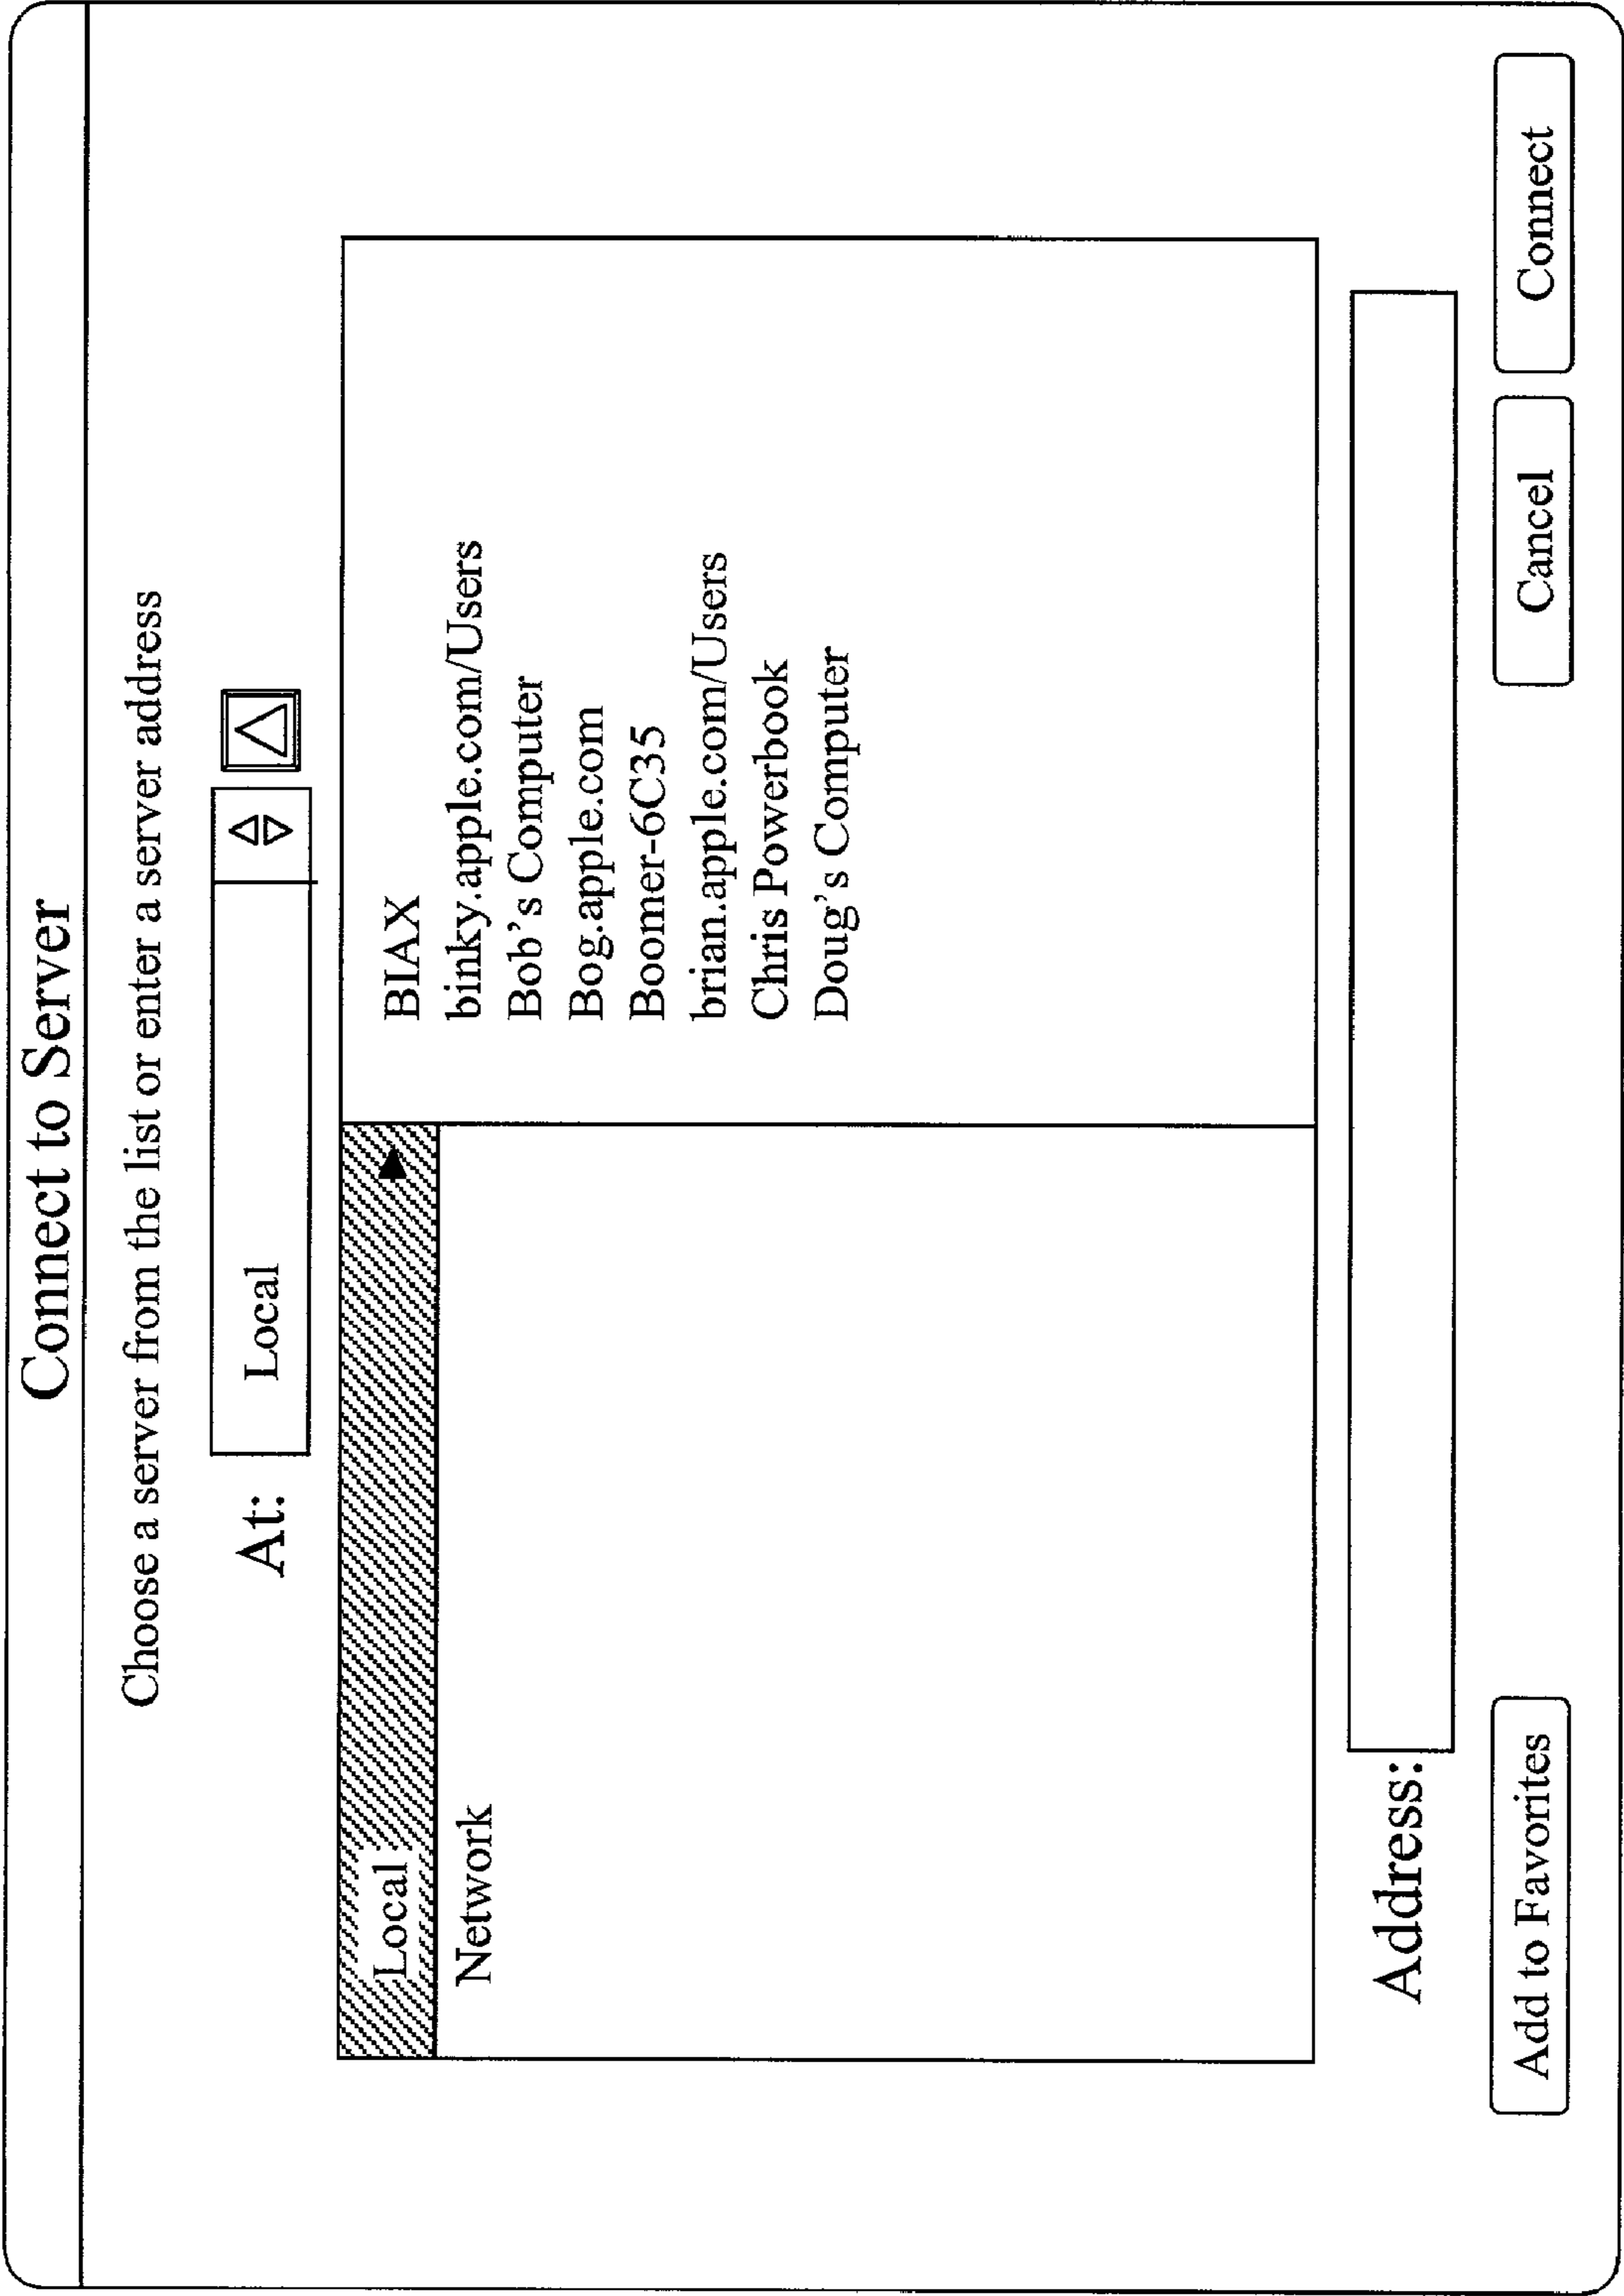 Connect to Server
Choose a server from the list or enter a server address
At: Local
Local
Network
BIAX
binky.apple.com/Users
Bob's Computer
Bog.apple.com
Boomer-6C35
brian.apple.com/Users
Chris Powerbook
Doug's Computer
Address:
Add to Favorites
Cancel
Connect